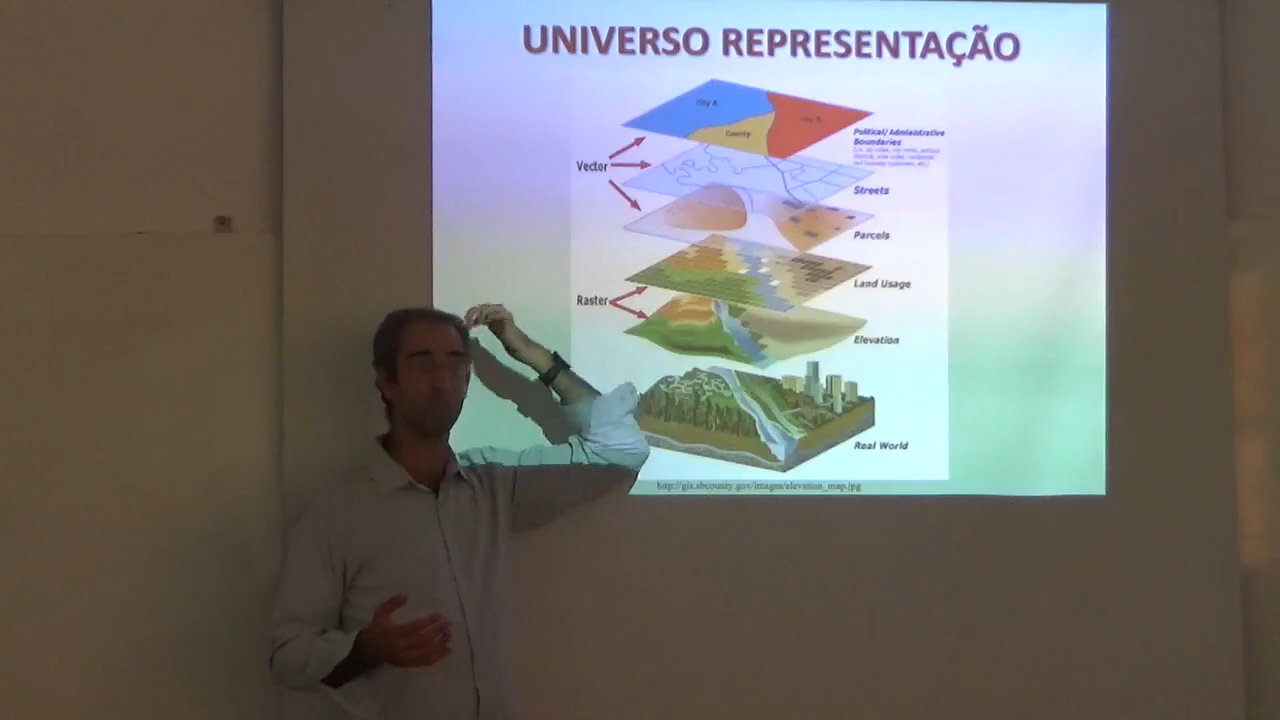 UNIVERSO REPRESENTAÇÃO
City A
County
Vector
Political/Administrative
Boundaries
Streets
Parcels
Land Usage
Raster
Elevation
Real World
http://gis.sbcounty.gov/images/elevation_map.jpg